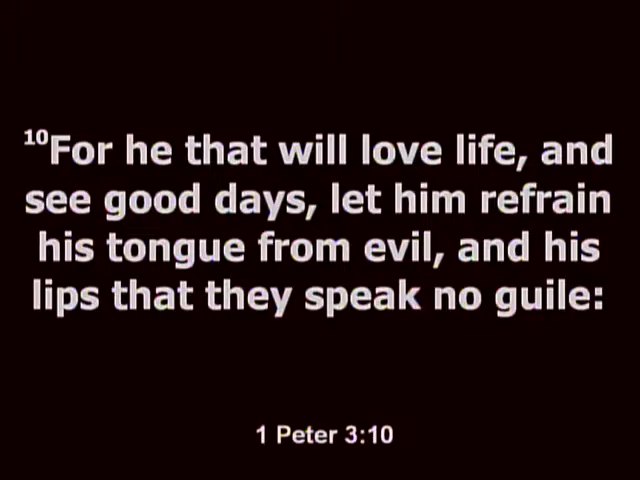 10For he that will love life, and
see good days, let him refrain
his tongue from evil, and his
lips that they speak no guile:
1 Peter 3:10